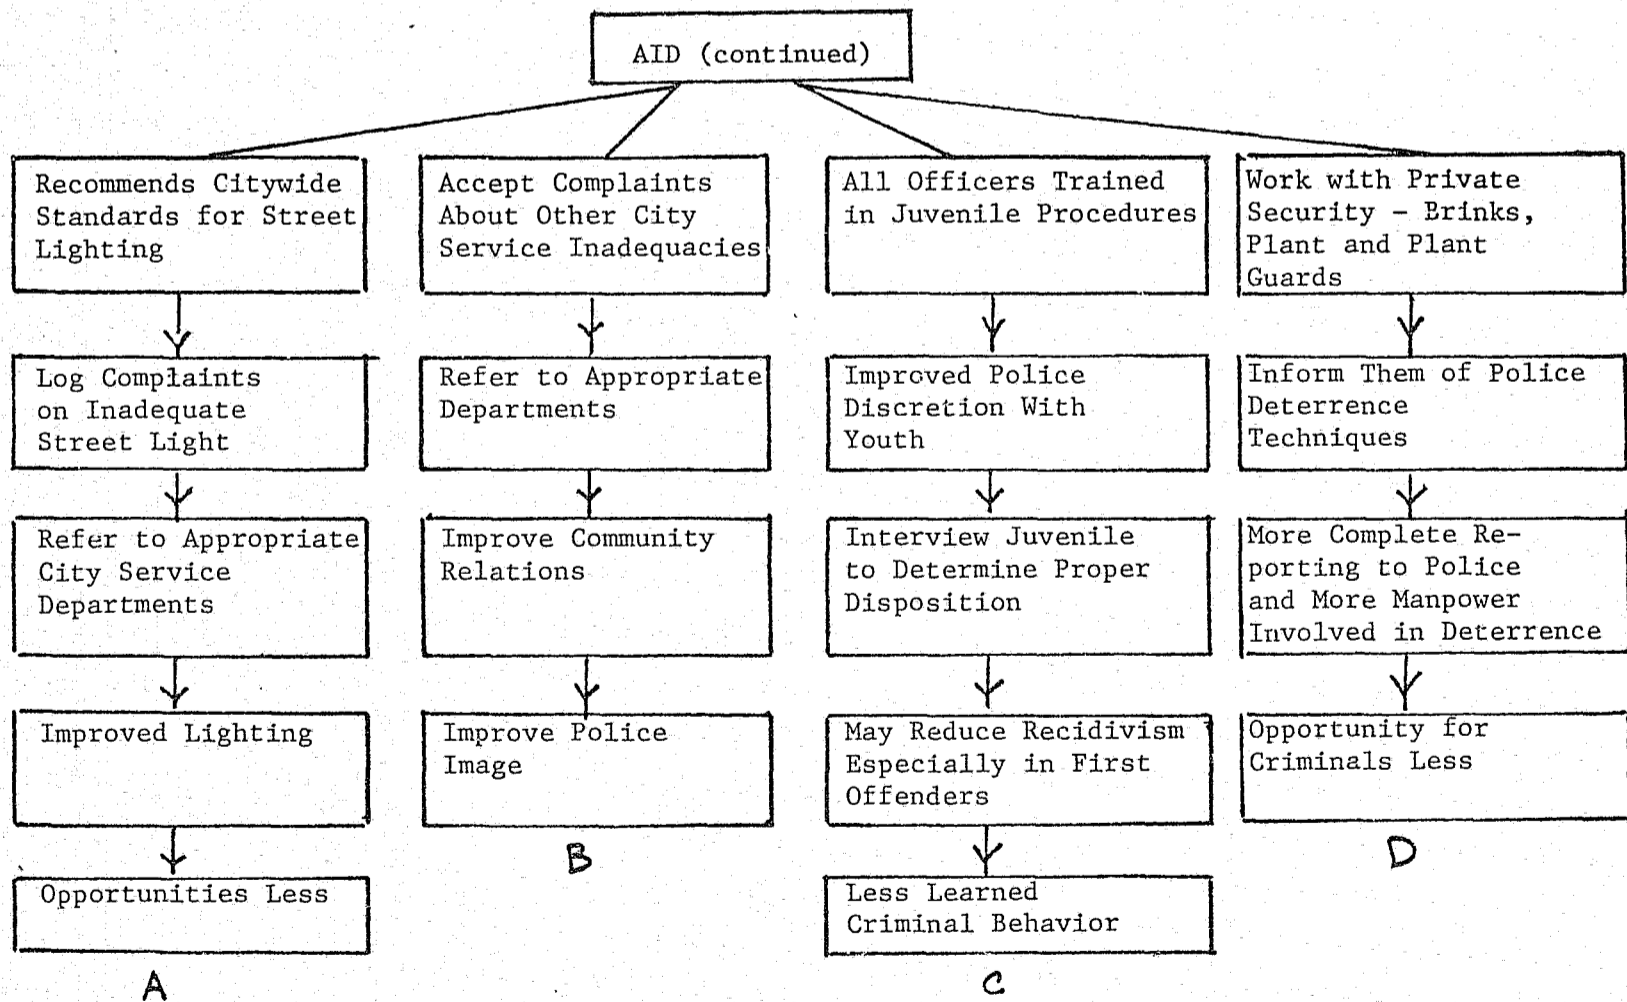 AID (continued)
Recommends Citywide
Standards for Street
Lighting
Log Complaints
on Inadequate
Street Light
Refer to Appropriate
City Service
Departments
Improved Lighting
Opportunities Less
A
Accept Complaints
About Other City
Service Inadequacies
Refer to Appropriate
Departments
Improve Community
Relations
Improve Police
Image
B
All Officers Trained
in Juvenile Procedures
Improved Police
Discretion With
Youth
Interview Juvenile
to Determine Proper
Disposition
May Reduce Recidivism
Especially in First
Offenders
Less Learned
Criminal Behavior
C
Work with Private
Security - Brinks,
Plant and Plant
Guards
Inform Them of Police
Deterrence
Techniques
More Complete Re-
porting to Police
and More Manpower
Involved in Deterrence
Opportunity for
Criminals Less
D